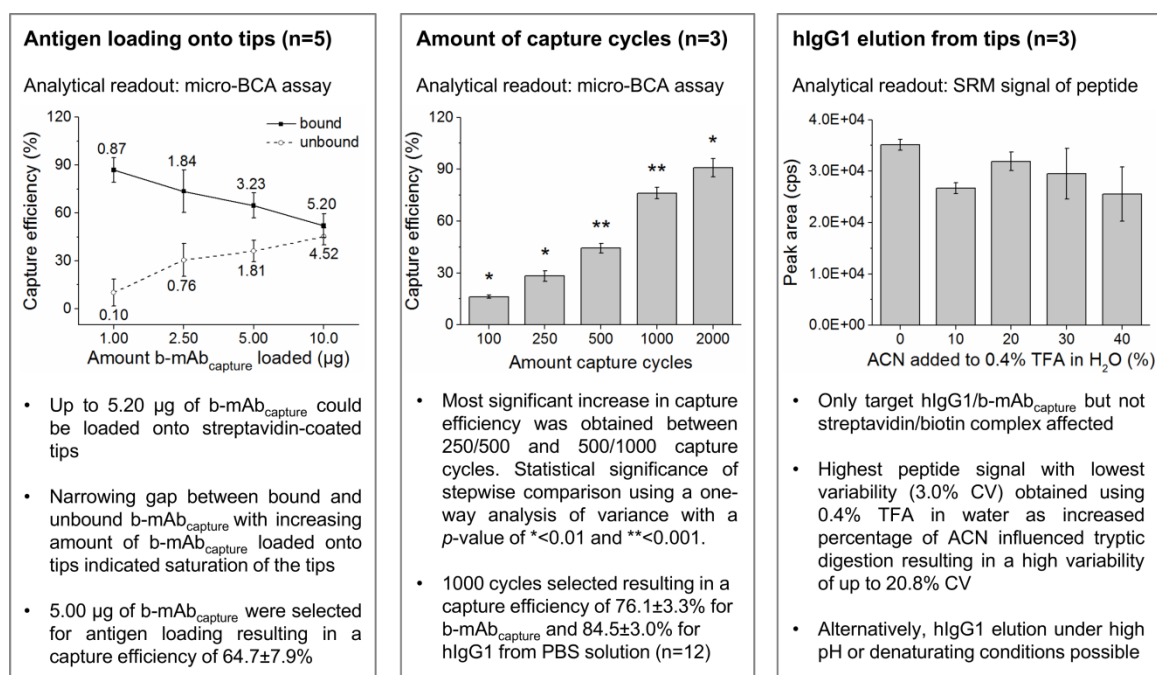 Antigen loading onto tips (n=5)
Analytical readout: micro-BCA assay
Capture efficiency (%)
120
90
60
30
0
bound
unbound
0.87
1.84
3.23
5.20
0.10
0.76
1.81
4.52
1.00
2.50
5.00
10.0
Amount b-mAbcapture loaded (µg)
• Up to 5.20 µg of b-mAbcapture could
be loaded onto streptavidin-coated
tips
• Narrowing gap between bound and
unbound b-mAbcapture with increasing
amount of b-mAbcapture loaded onto
tips indicated saturation of the tips
• 5.00 µg of b-mAbcapture were selected
for antigen loading resulting in a
capture efficiency of 64.7±7.9%
Amount of capture cycles (n=3)
Analytical readout: micro-BCA assay
Capture efficiency (%)
120
90
60
30
0
*
*
**
**
*
100
250
500
1000
2000
Amount capture cycles
• Most significant increase in capture
efficiency was obtained between
250/500 and 500/1000 capture
cycles. Statistical significance of
stepwise comparison using a one-
way analysis of variance with a
p-value of *<0.01 and **<0.001.
• 1000 cycles selected resulting in a
capture efficiency of 76.1±3.3% for
b-mAbcapture and 84.5±3.0% for
hIgG1 from PBS solution (n=12)
hIgG1 elution from tips (n=3)
Analytical readout: SRM signal of peptide
Peak area (cps)
4.0E+04
3.0E+04
2.0E+04
1.0E+04
0.0E+00
0
10
20
30
40
ACN added to 0.4% TFA in H2O (%)
• Only target hIgG1/b-mAbcapture but not
streptavidin/biotin complex affected
• Highest peptide signal with lowest
variability (3.0% CV) obtained using
0.4% TFA in water as increased
percentage of ACN influenced tryptic
digestion resulting in a high variability
of up to 20.8% CV
• Alternatively, hIgG1 elution under high
pH or denaturating conditions possible